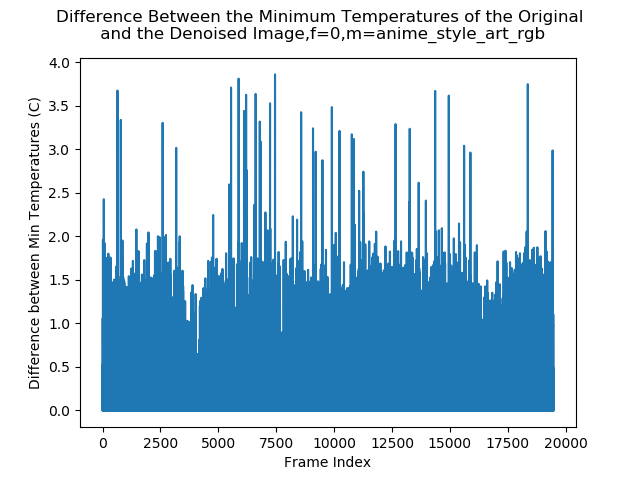 Difference Between the Minimum Temperatures of the Original
and the Denoised Image,f=0,m=anime_style_art_rgb
Difference between Min Temperatures (C)
4.0
3.5
3.0
2.5
2.0
1.5
1.0
0.5
0.0
0 2500 5000 7500 10000 12500 15000 17500 20000
Frame Index